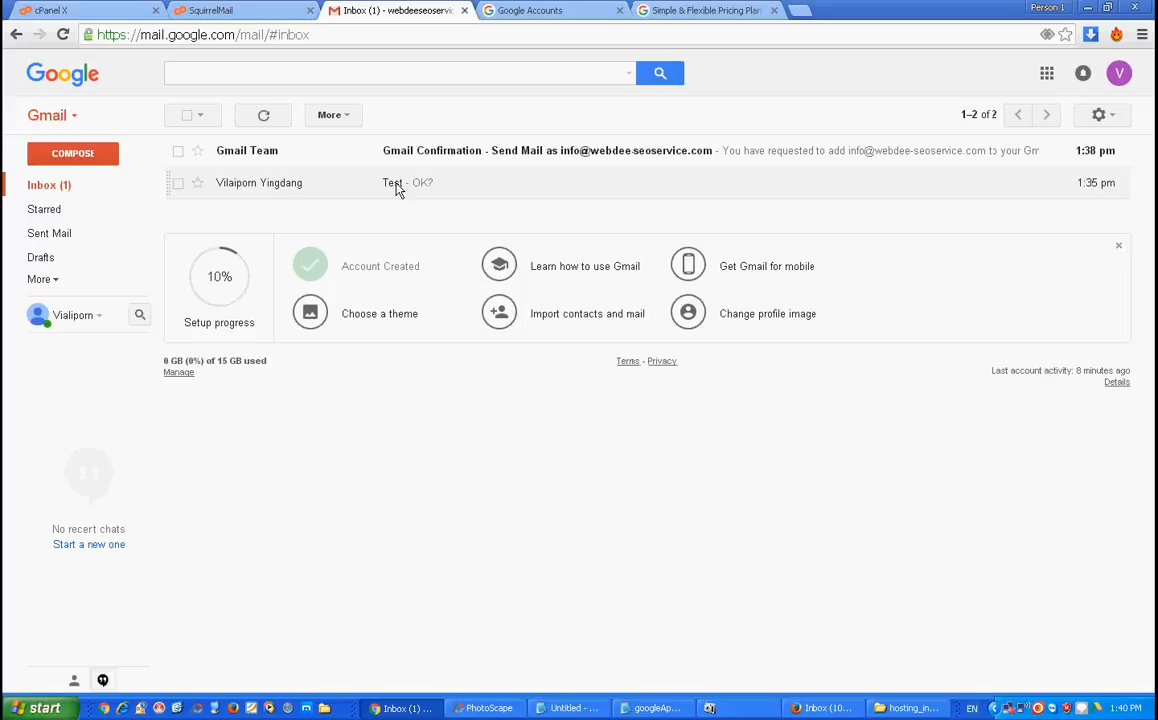 cPanel X
SquirrelMail
Inbox (1) - webdeeseoservic
Google Accounts
Simple & Flexible Pricing Plan
Person 1
https://mail.google.com/mail/#inbox
Google
V
Gmail
More
1–2 of 2
COMPOSE
Gmail Team
Gmail Confirmation - Send Mail as info@webdee-seoservice.com - You have requested to add info@webdee-seoservice.com to your Gm
1:38 pm
Inbox (1)
Vilaiporn Yingdang
Test - OK?
1:35 pm
Starred
Sent Mail
Drafts
More
10%
Setup progress
Account Created
Learn how to use Gmail
Get Gmail for mobile
Choose a theme
Import contacts and mail
Change profile image
Vialiporn
0 GB (0%) of 15 GB used
Manage
Terms - Privacy
Last account activity: 8 minutes ago
Details
No recent chats
Start a new one
start
Inbox (1) ...
PhotoScape
Untitled - ...
googleAp...
Inbox (10...
hosting_in...
EN
1:40 PM